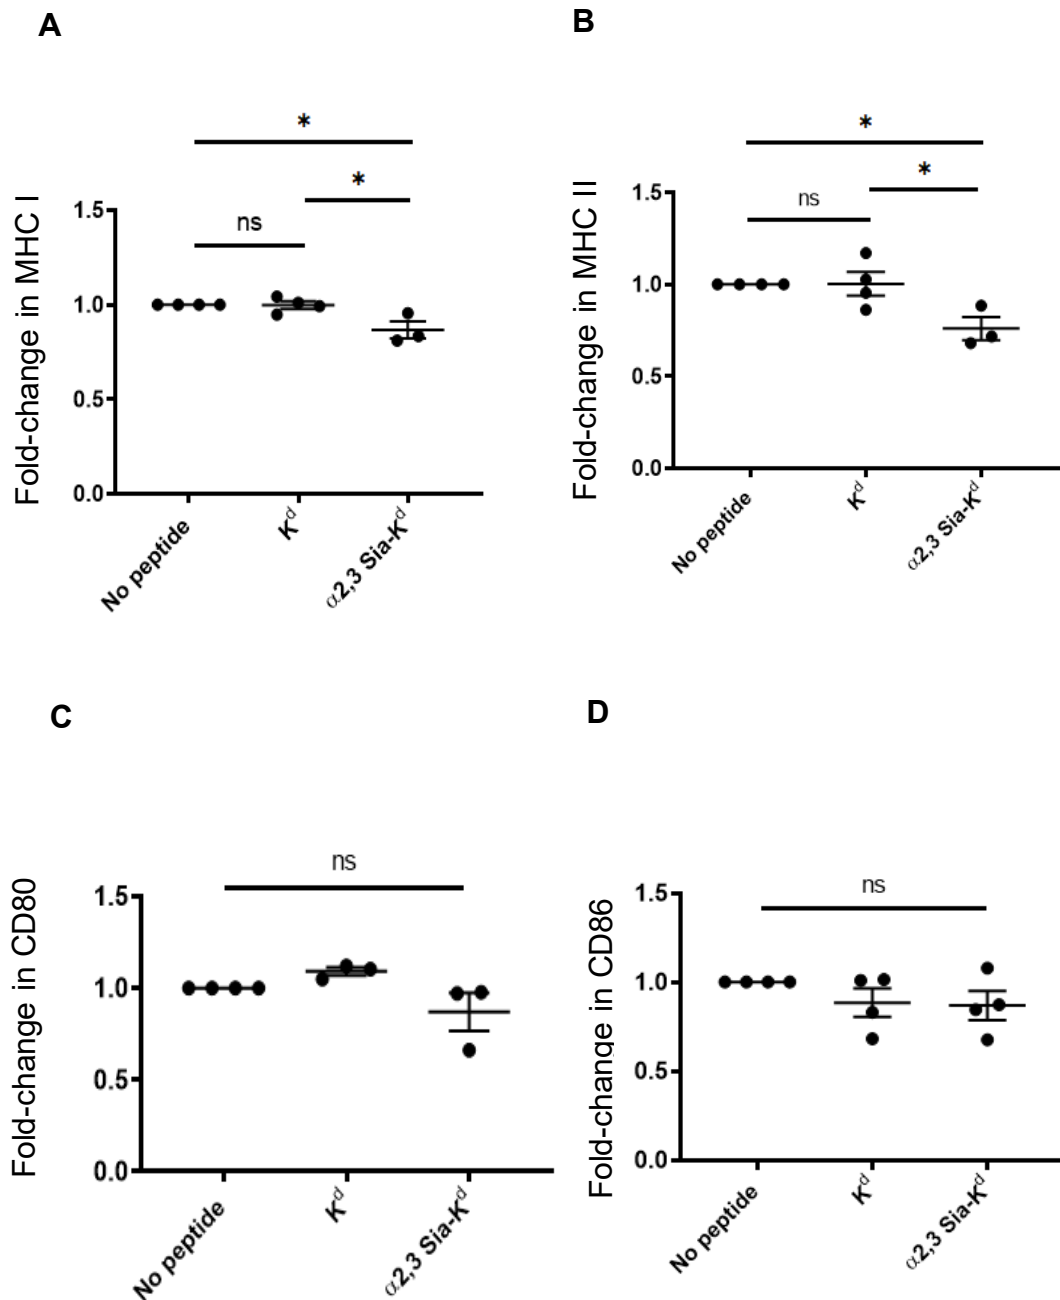 A
*
*
ns
Fold-change in MHC I
1.5
1.0
0.5
0.0
No peptide
Kᵈ
α2,3 Sia-Kᵈ
B
*
*
ns
Fold-change in MHC II
1.5
1.0
0.5
0.0
No peptide
Kᵈ
α2,3 Sia-Kᵈ
C
ns
Fold-change in CD80
1.5
1.0
0.5
0.0
No peptide
Kᵈ
α2,3 Sia-Kᵈ
D
ns
Fold-change in CD86
1.5
1.0
0.5
0.0
No peptide
Kᵈ
α2,3 Sia-Kᵈ